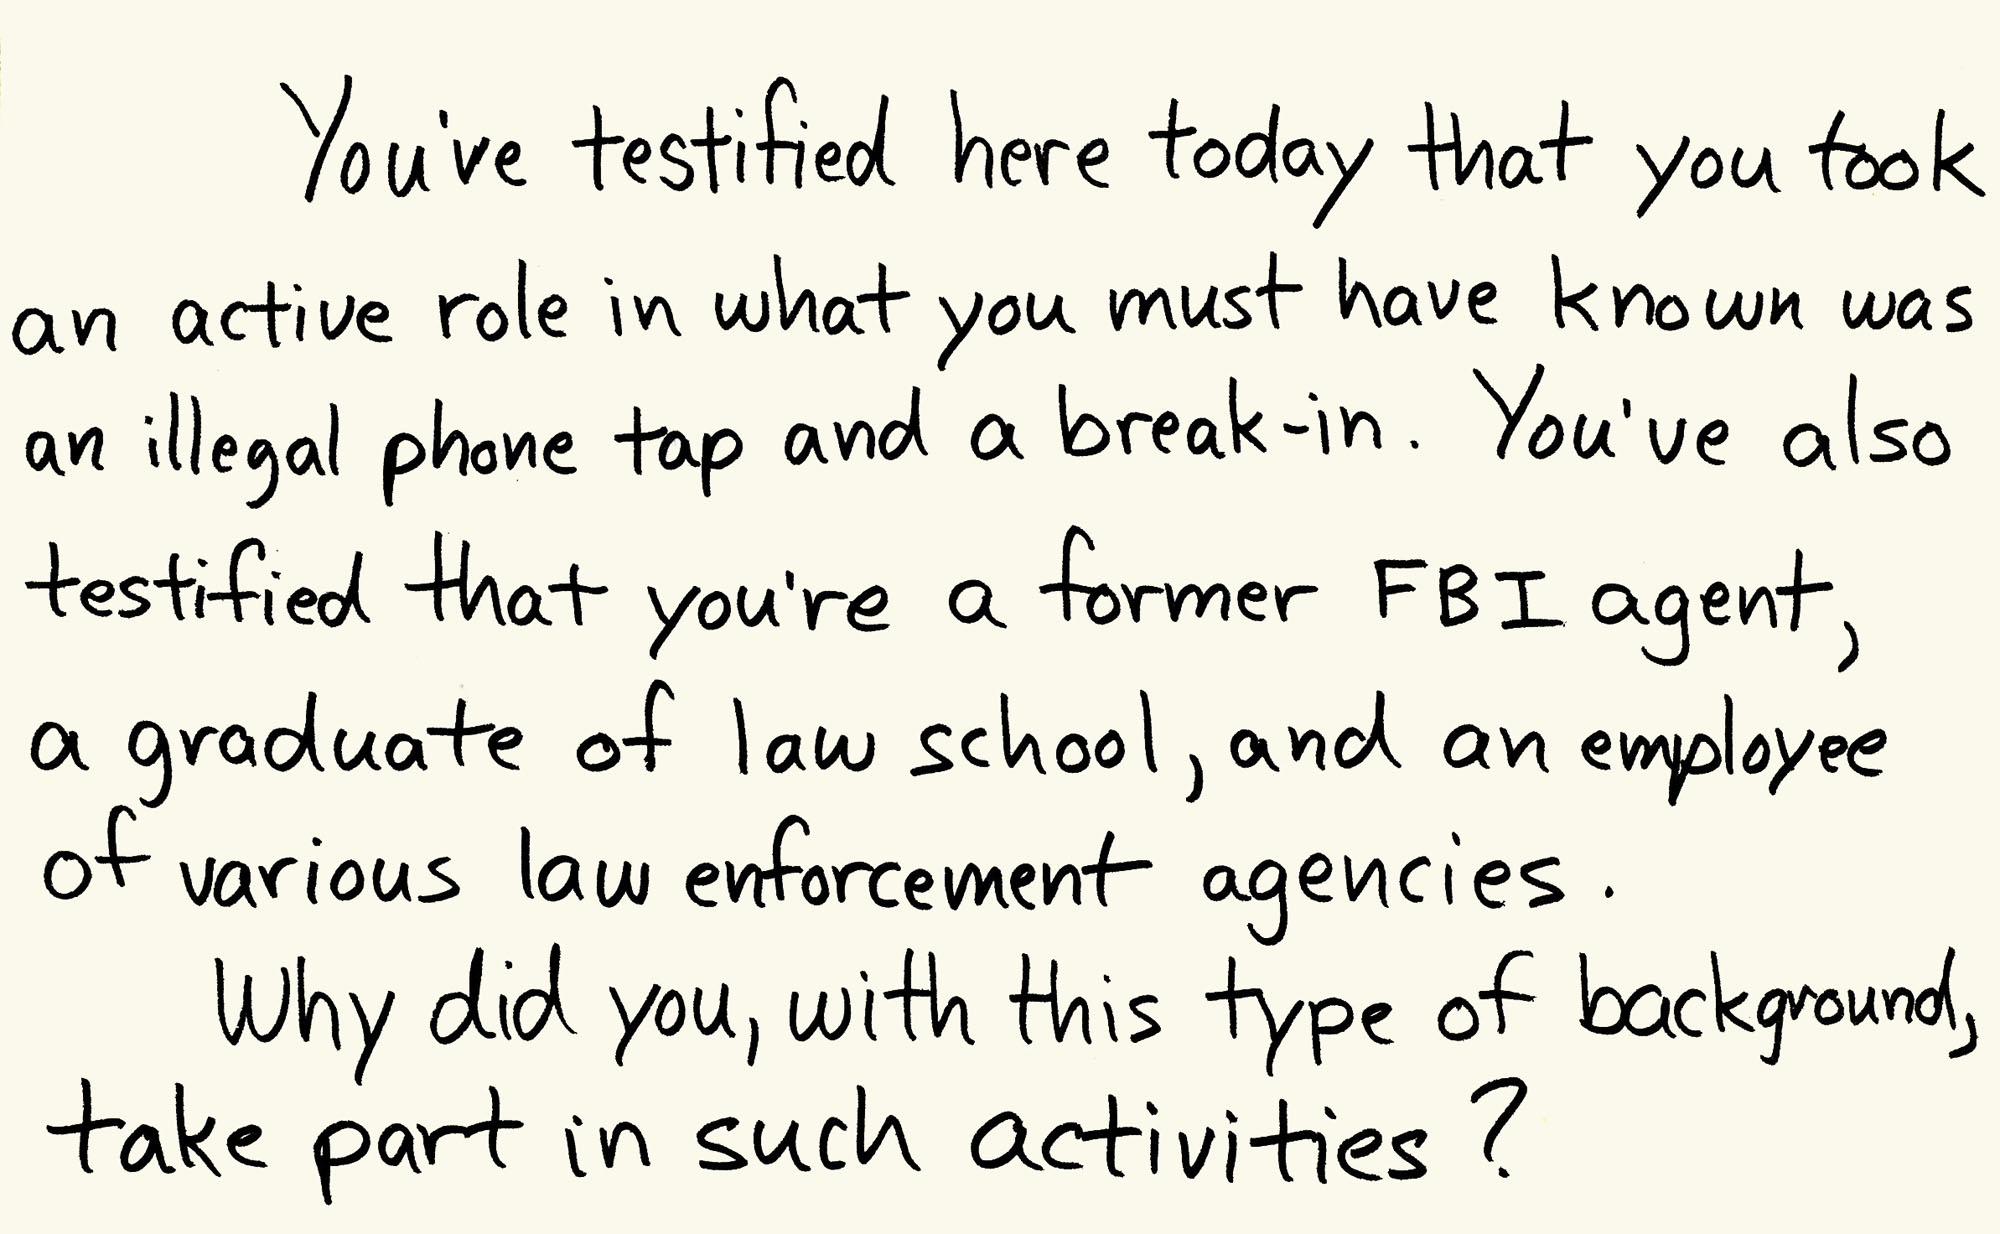 You've testified here today that you took
an active role in what you must have known was
an illegal phone tap and a break-in. You've also
testified that you're a former FBI agent,
a graduate of law school, and an employee
of various law enforcement agencies.
Why did you, with this type of background,
take part in such activities?